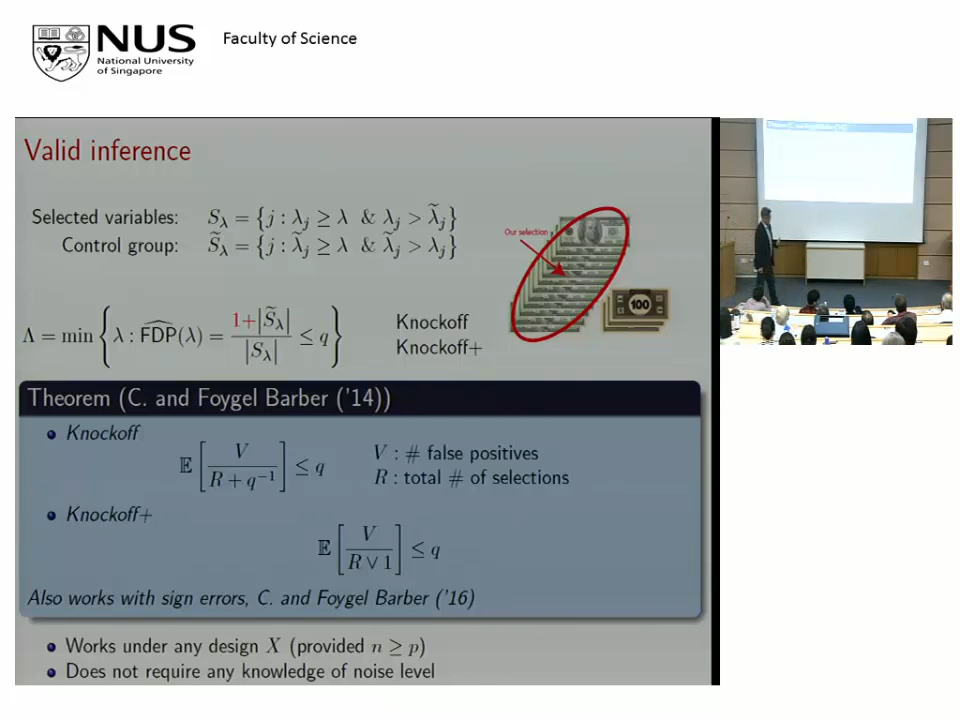 NUS
National University
of Singapore
Faculty of Science
Valid inference
Selected variables: S_λ = {j : λ_j ≥ λ & λ_j > λ̃_j}
Control group: S̃_λ = {j : λ̃_j ≥ λ & λ̃_j > λ_j}
Our selection
100
Λ = min {λ : F̂DP(λ) = (1+|S̃_λ|) / |S_λ| ≤ q}
Knockoff
Knockoff+
Theorem (C. and Foygel Barber ('14))
Knockoff
𝔼 [V / (R + q⁻¹)] ≤ q
V : # false positives
R : total # of selections
Knockoff+
𝔼 [V / (R ∨ 1)] ≤ q
Also works with sign errors, C. and Foygel Barber ('16)
Works under any design X (provided n ≥ p)
Does not require any knowledge of noise level